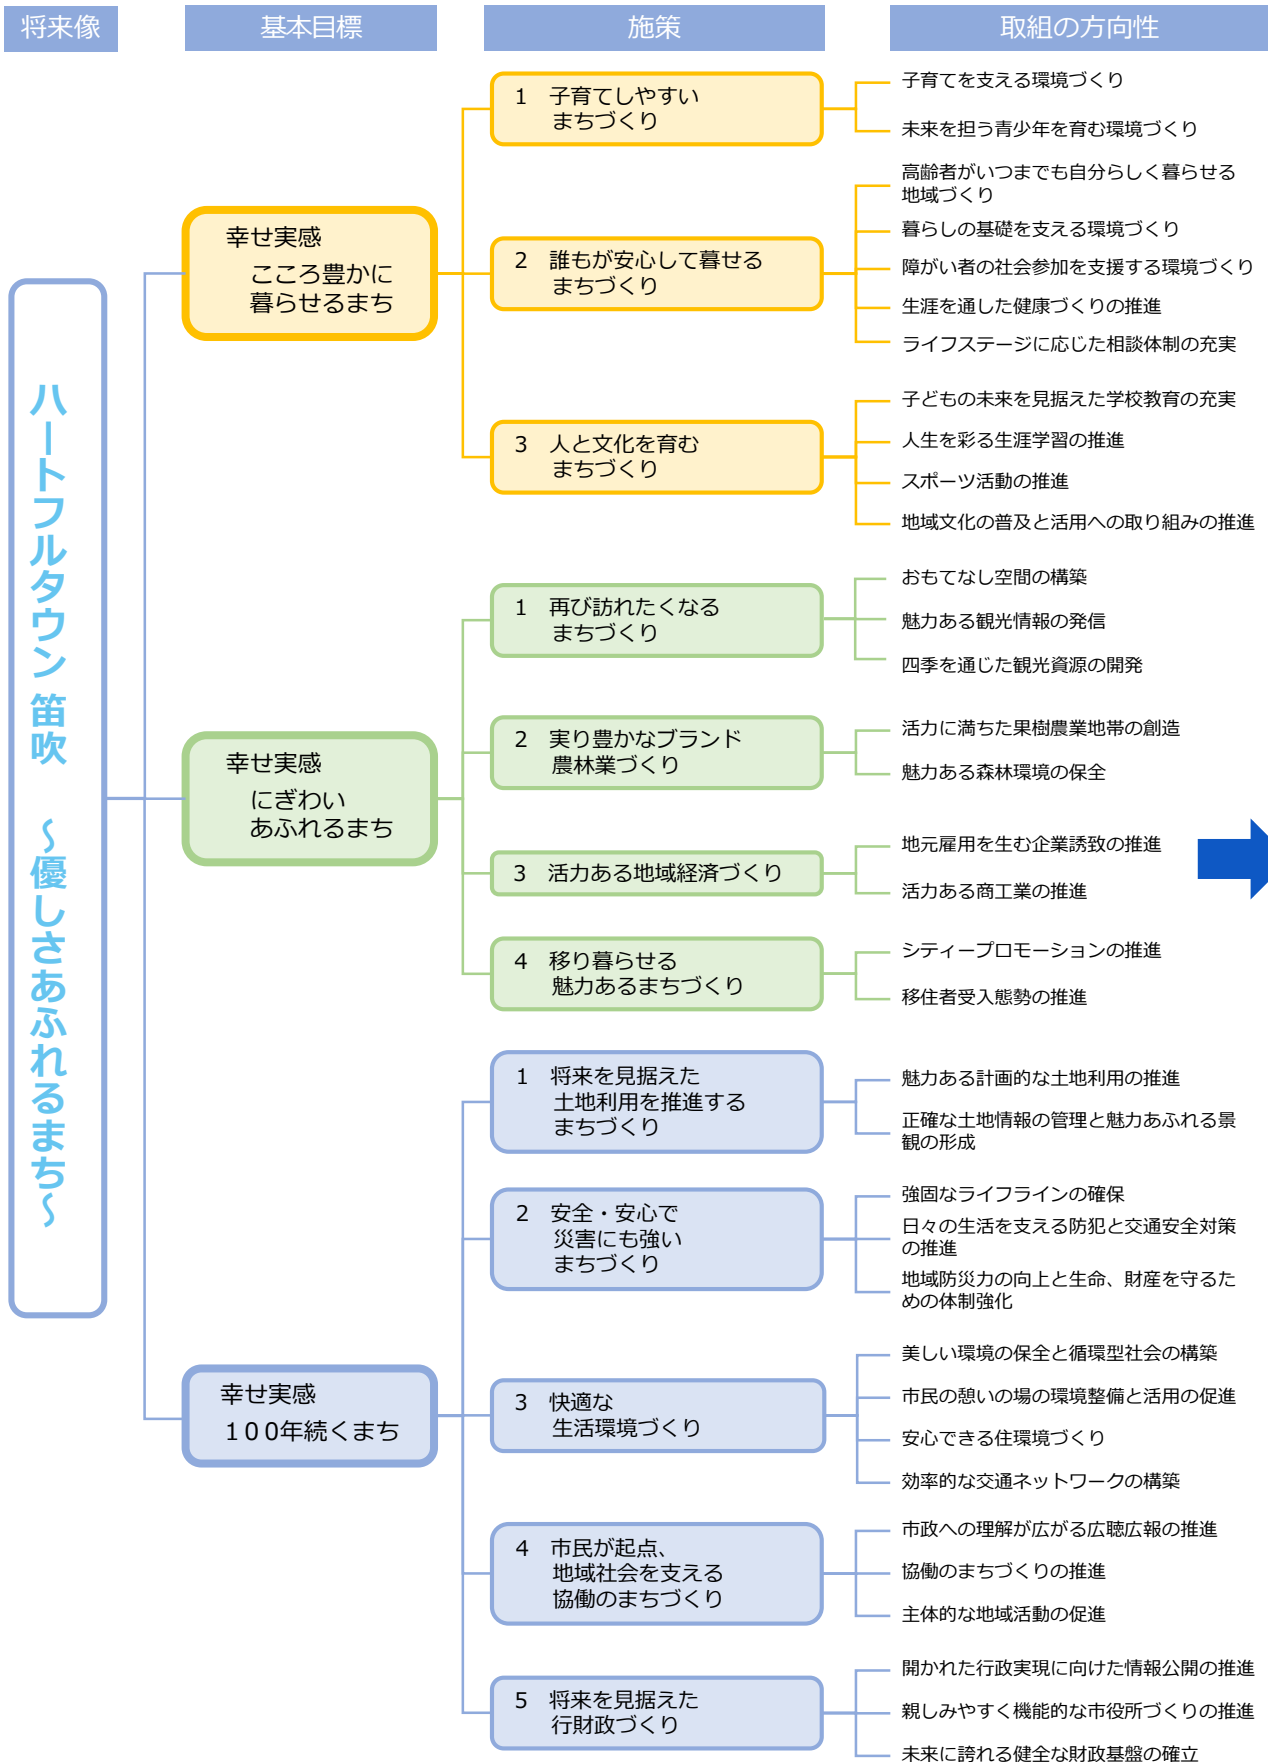 将来像
基本目標
施策
取組の方向性
ハートフルタウン 笛吹 ～優しさあふれるまち～
幸せ実感
こころ豊かに
暮らせるまち
1 子育てしやすい
まちづくり
子育てを支える環境づくり
未来を担う青少年を育む環境づくり
2 誰もが安心して暮せる
まちづくり
高齢者がいつまでも自分らしく暮らせる
地域づくり
暮らしの基礎を支える環境づくり
障がい者の社会参加を支援する環境づくり
生涯を通した健康づくりの推進
ライフステージに応じた相談体制の充実
3 人と文化を育む
まちづくり
子どもの未来を見据えた学校教育の充実
人生を彩る生涯学習の推進
スポーツ活動の推進
地域文化の普及と活用への取り組みの推進
幸せ実感
にぎわい
あふれるまち
1 再び訪れたくなる
まちづくり
おもてなし空間の構築
魅力ある観光情報の発信
四季を通じた観光資源の開発
2 実り豊かなブランド
農林業づくり
活力に満ちた果樹農業地帯の創造
魅力ある森林環境の保全
3 活力ある地域経済づくり
地元雇用を生む企業誘致の推進
活力ある商工業の推進
4 移り暮らせる
魅力あるまちづくり
シティープロモーションの推進
移住者受入態勢の推進
幸せ実感
１００年続くまち
1 将来を見据えた
土地利用を推進する
まちづくり
魅力ある計画的な土地利用の推進
正確な土地情報の管理と魅力あふれる景
観の形成
2 安全・安心で
災害にも強い
まちづくり
強固なライフラインの確保
日々の生活を支える防犯と交通安全対策
の推進
地域防災力の向上と生命、財産を守るた
めの体制強化
3 快適な
生活環境づくり
美しい環境の保全と循環型社会の構築
市民の憩いの場の環境整備と活用の促進
安心できる住環境づくり
効率的な交通ネットワークの構築
4 市民が起点、
地域社会を支える
協働のまちづくり
市政への理解が広がる広聴広報の推進
協働のまちづくりの推進
主体的な地域活動の促進
5 将来を見据えた
行財政づくり
開かれた行政実現に向けた情報公開の推進
親しみやすく機能的な市役所づくりの推進
未来に誇れる健全な財政基盤の確立